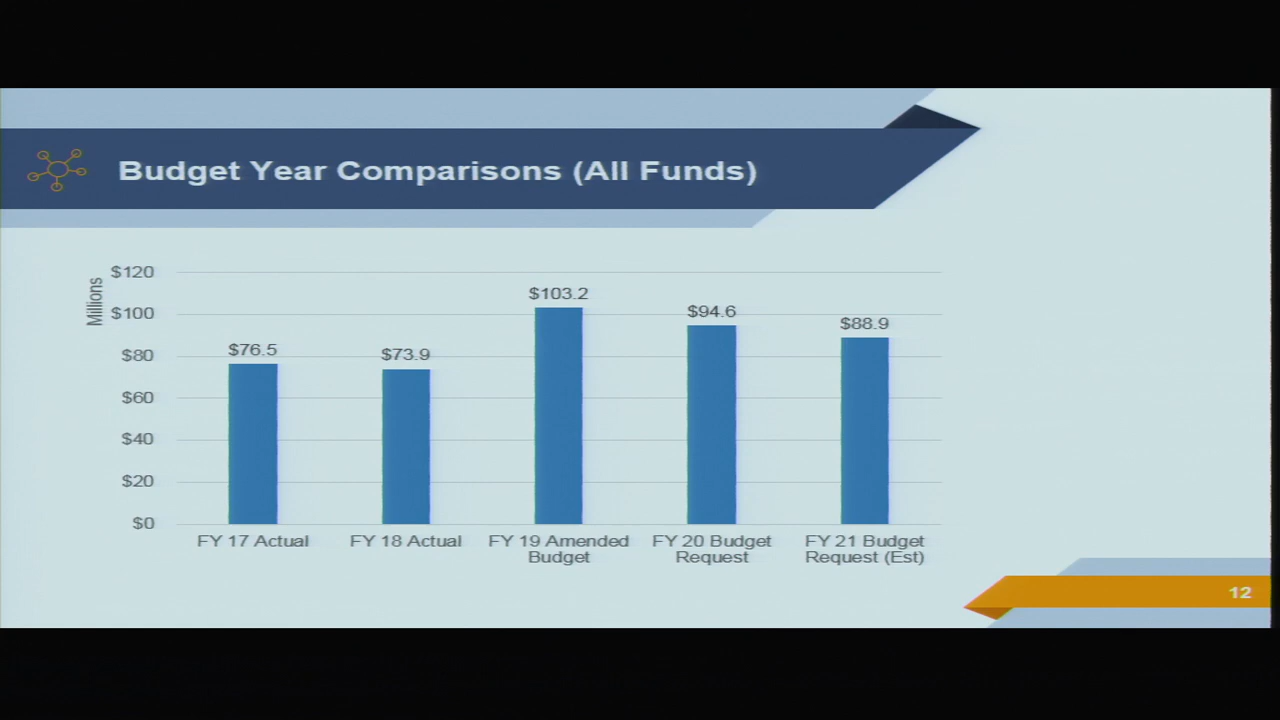 Budget Year Comparisons (All Funds)
Millions
$120
$100
$80
$60
$40
$20
$0
$76.5
$73.9
$103.2
$94.6
$88.9
FY 17 Actual
FY 18 Actual
FY 19 Amended
Budget
FY 20 Budget
Request
FY 21 Budget
Request (Est)
12